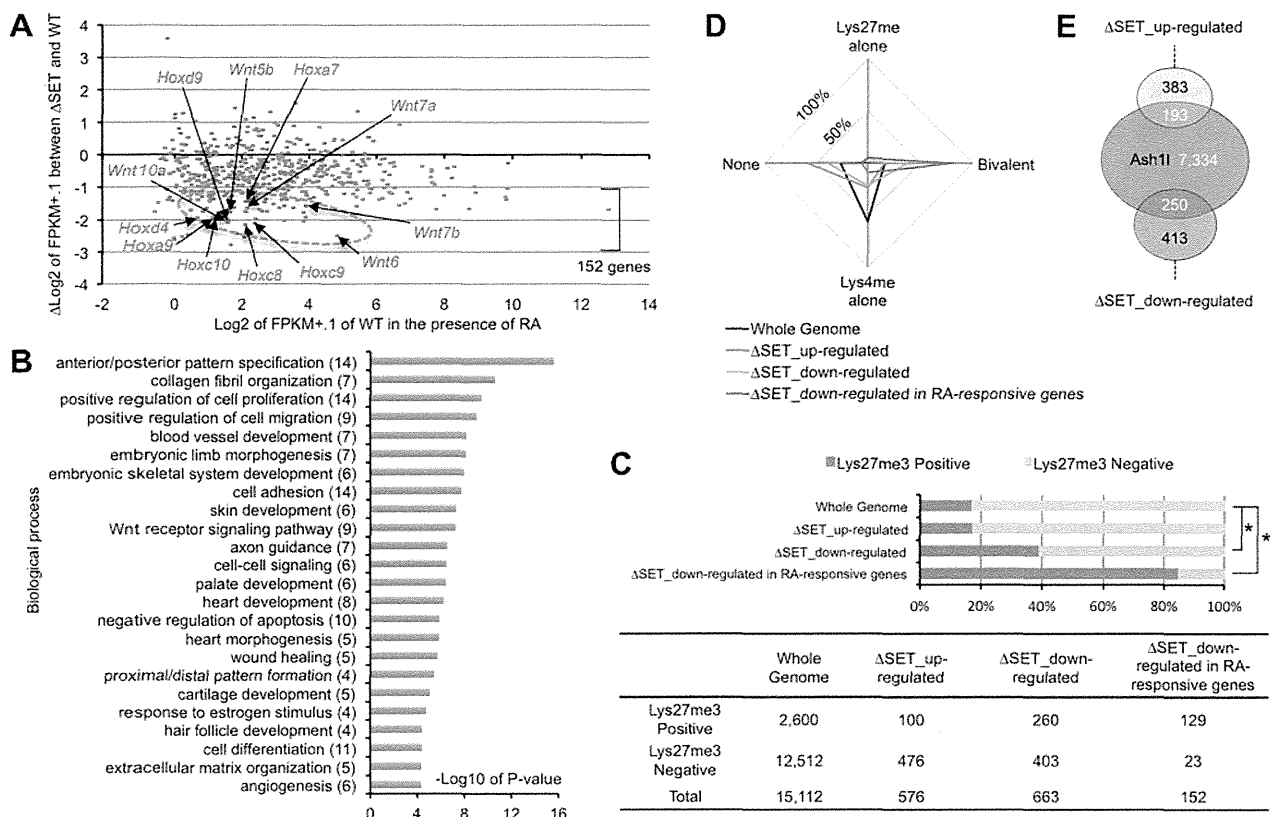 A
ΔLog2 of FPKM+.1 between ΔSET and WT
4
3
2
1
0
-1
-2
-3
-4
Hoxd9
Wnt5b
Hoxa7
Wnt7a
Wnt10a
Hoxd4
Hoxa9
Hoxc10
Hoxc8
Hoxc9
Wnt6
Wnt7b
152 genes
-2
0
2
4
6
8
10
12
14
Log2 of FPKM+.1 of WT in the presence of RA
B
Biological process
anterior/posterior pattern specification (14)
collagen fibril organization (7)
positive regulation of cell proliferation (14)
positive regulation of cell migration (9)
blood vessel development (7)
embryonic limb morphogenesis (7)
embryonic skeletal system development (6)
cell adhesion (14)
skin development (6)
Wnt receptor signaling pathway (9)
axon guidance (7)
cell-cell signaling (6)
palate development (6)
heart development (8)
negative regulation of apoptosis (10)
heart morphogenesis (5)
wound healing (5)
proximal/distal pattern formation (4)
cartilage development (5)
response to estrogen stimulus (4)
hair follicle development (4)
cell differentiation (11)
extracellular matrix organization (5)
angiogenesis (6)
-Log10 of P-value
0
4
8
12
16
D
Lys27me
alone
100%
50%
None
Bivalent
Lys4me
alone
Whole Genome
ΔSET_up-regulated
ΔSET_down-regulated
ΔSET_down-regulated in RA-responsive genes
E
ΔSET_up-regulated
383
193
Ash1l 7,334
250
413
ΔSET_down-regulated
C
Lys27me3 Positive
Lys27me3 Negative
Whole Genome
ΔSET_up-regulated
ΔSET_down-regulated
ΔSET_down-regulated in RA-responsive genes
*
*
0%
20%
40%
60%
80%
100%
Whole Genome
ΔSET_up-regulated
ΔSET_down-regulated
ΔSET_down-regulated in RA-responsive genes
Lys27me3 Positive
2,600
100
260
129
Lys27me3 Negative
12,512
476
403
23
Total
15,112
576
663
152